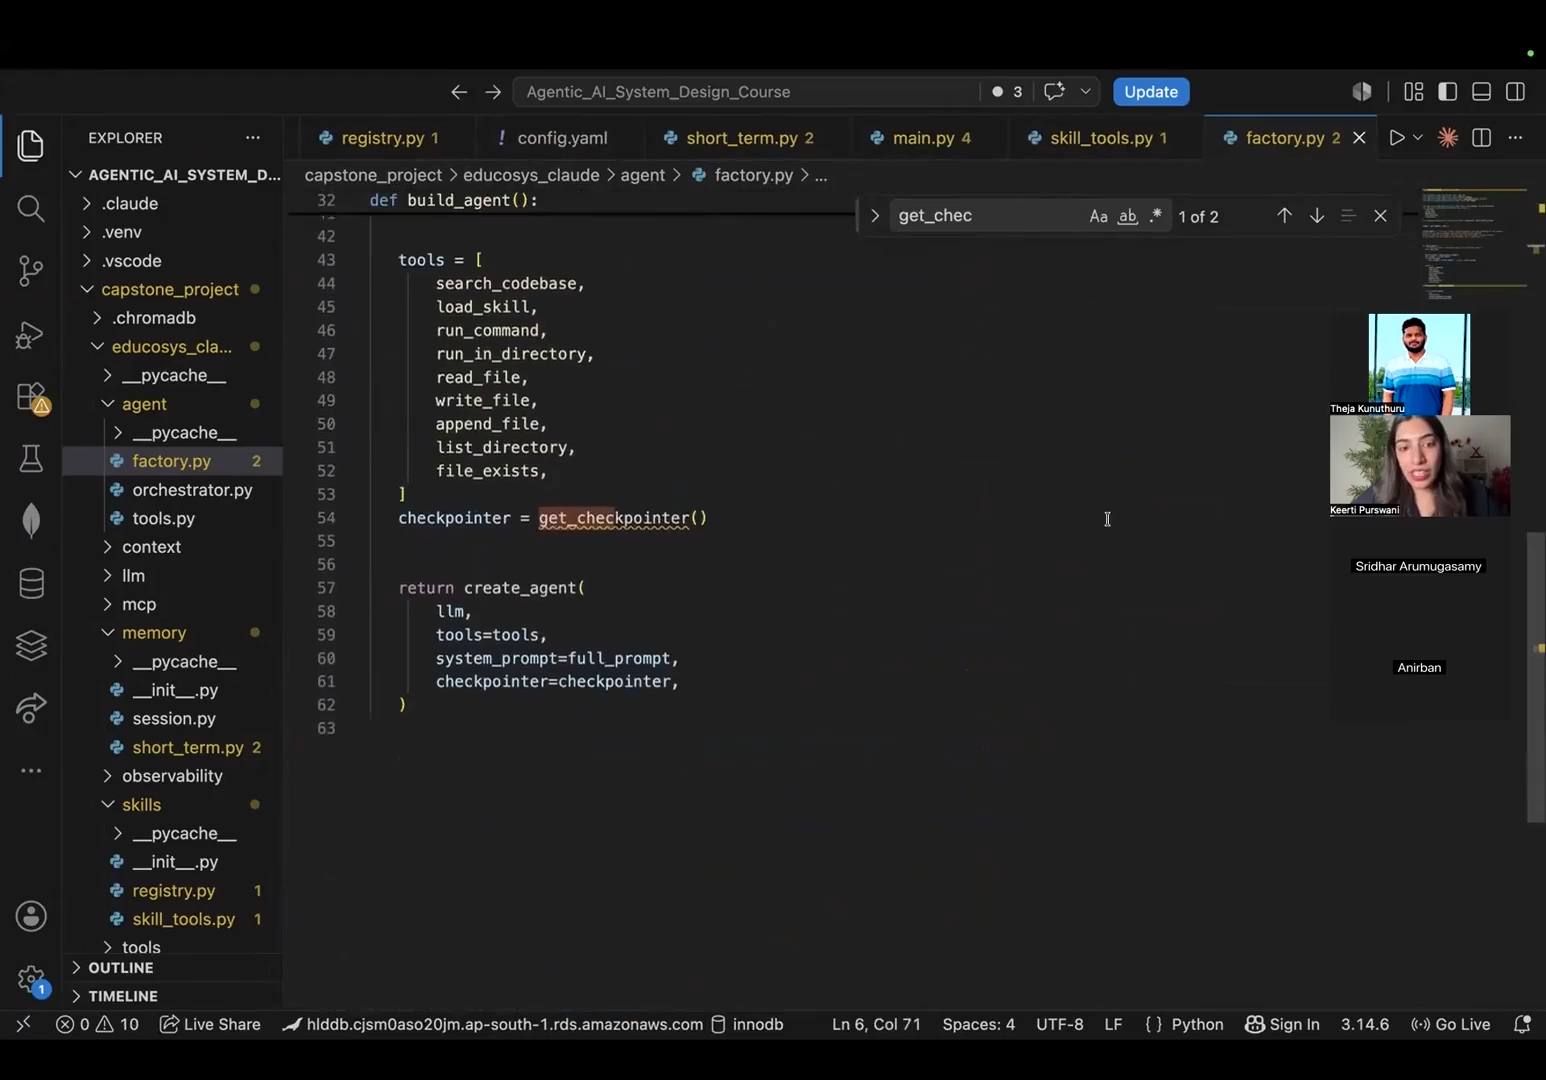 Agentic_AI_System_Design_Course
3
Update
EXPLORER
registry.py 1
! config.yaml
short_term.py 2
main.py 4
skill_tools.py 1
factory.py 2
AGENTIC_AI_SYSTEM_D...
capstone_project > educosys_claude > agent > factory.py > ...
32 def build_agent():
get_chec
Aa
ab
.*
1 of 2
.claude
.venv
.vscode
capstone_project
.chromadb
educosys_cla...
__pycache__
agent
__pycache__
factory.py 2
orchestrator.py
tools.py
context
llm
mcp
memory
__pycache__
__init__.py
session.py
short_term.py 2
observability
skills
__pycache__
__init__.py
registry.py 1
skill_tools.py 1
tools
OUTLINE
TIMELINE
42
43 tools = [
44 search_codebase,
45 load_skill,
46 run_command,
47 run_in_directory,
48 read_file,
49 write_file,
50 append_file,
51 list_directory,
52 file_exists,
53 ]
54 checkpointer = get_checkpointer()
55
56
57 return create_agent(
58 llm,
59 tools=tools,
60 system_prompt=full_prompt,
61 checkpointer=checkpointer,
62 )
63
Theja Kunuthuru
Keerti Purswani
Sridhar Arumugasamy
Anirban
1
0 10 Live Share hlddb.cjsm0aso20jm.ap-south-1.rds.amazonaws.com innodb Ln 6, Col 71 Spaces: 4 UTF-8 LF {} Python Sign In 3.14.6 Go Live